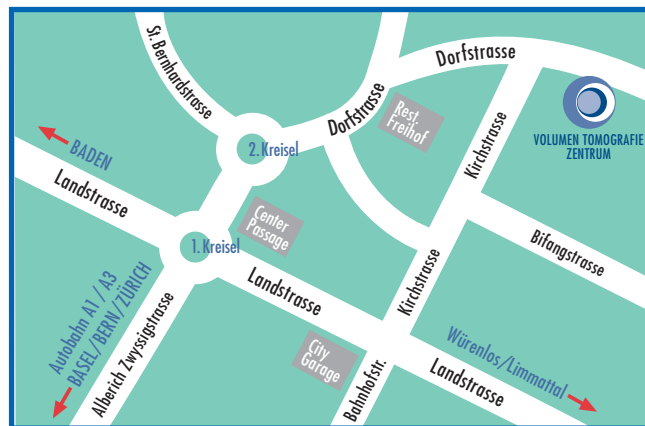 St. Bernhardstrasse
Dorfstrasse
Dorfstrasse
Rest.
Freihof
Kirchstrasse
VOLUMEN TOMOGRAFIE
ZENTRUM
BADEN
2. Kreisel
Landstrasse
Center
Passage
1. Kreisel
Bifangstrasse
Landstrasse
Kirchstrasse
Autobahn A1 / A3
BASEL/BERN/ZÜRICH
Alberich Zwyssigstrasse
City
Garage
Würenlos/Limmattal
Landstrasse
Bahnhofstr.